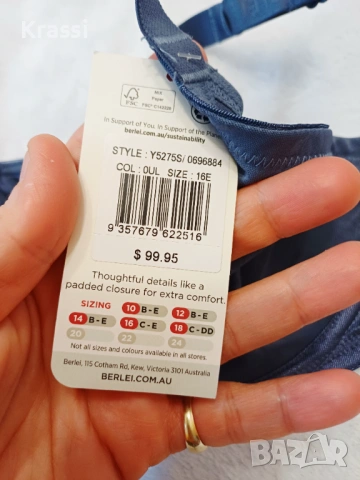 Krassi
FSC
MIX
Paper
In Support of You. In Support of the
berlei.com.au/sustainability
STYLE : Y5275S/ 0696884
COL : 0UL SIZE : 16E
9 357679 622516
$ 99.95
Thoughtful details like a
padded closure for extra comfort.
SIZING 10 B - E 12 B - E
14 B - E 16 C - E 18 C - DD
20 22 24
Not all sizes and colours available in all stores.
Berlei, 115 Cotham Rd, Kew, Victoria 3101 Australia
BERLEI.COM.AU
BAZAR
bg